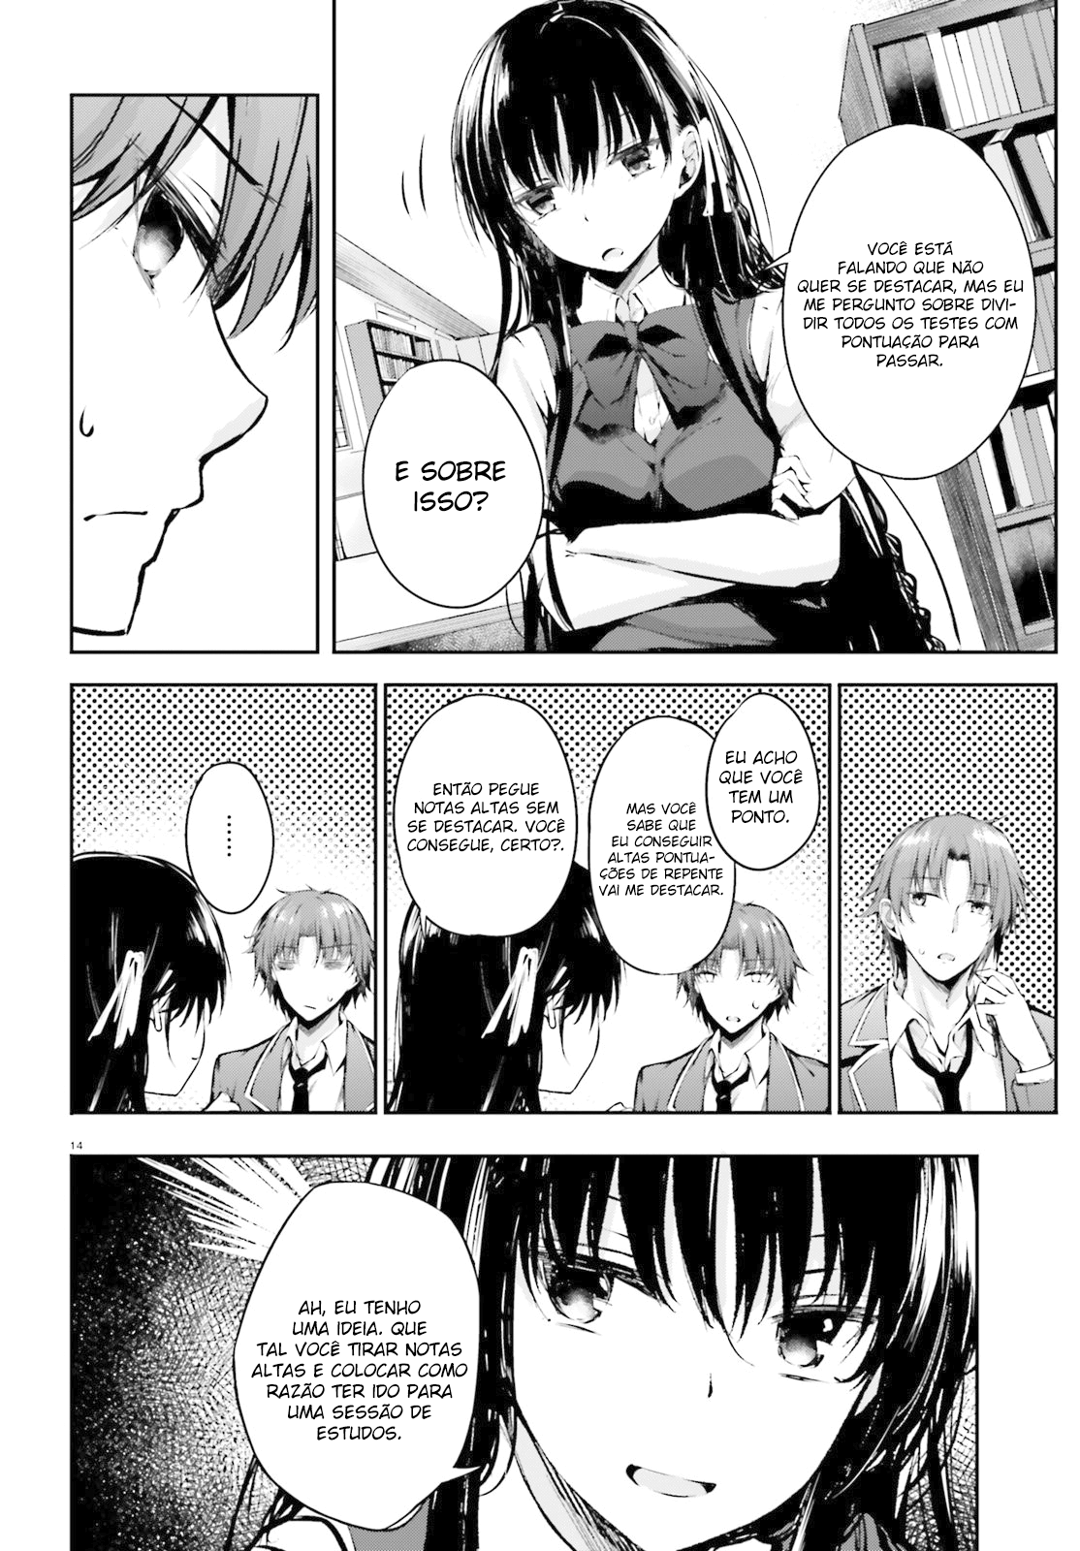 VOCÊ ESTÁ
FALANDO QUE NÃO
QUER SE DESTACAR, MAS EU
ME PERGUNTO SOBRE DIVI-
DIR TODOS OS TESTES COM
PONTUAÇÃO PARA
PASSAR.
E SOBRE
ISSO?
EU ACHO
QUE VOCÊ
TEM UM
PONTO.
MAS VOCÊ
SABE QUE
EU CONSEGUIR
ALTAS PONTUA-
ÇÕES DE REPENTE
VAI ME DESTACAR.
ENTÃO PEGUE
NOTAS ALTAS SEM
SE DESTACAR. VOCÊ
CONSEGUE, CERTO?.
......
14
AH, EU TENHO
UMA IDEIA. QUE
TAL VOCÊ TIRAR NOTAS
ALTAS E COLOCAR COMO
RAZÃO TER IDO PARA
UMA SESSÃO DE
ESTUDOS.